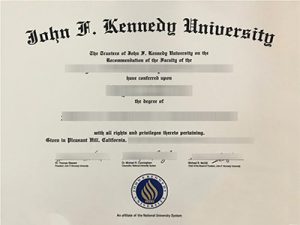 John F. Kennedy University
The Trustees of John F. Kennedy University on the
Recommendation of the Faculty of the
have conferred upon
the degree of
with all rights and privileges thereto pertaining.
Given in Pleasant Hill, California.
An affiliate of the National University System